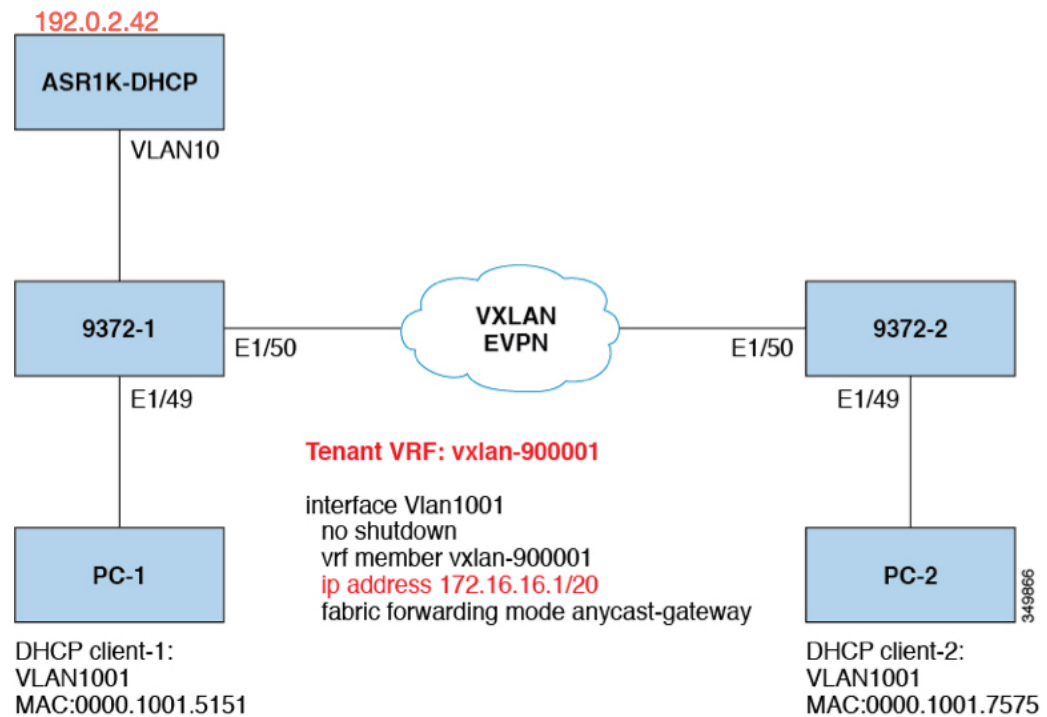 192.0.2.42
ASR1K-DHCP
VLAN10
9372-1
E1/50
VXLAN
EVPN
E1/50
9372-2
E1/49
E1/49
Tenant VRF: vxlan-900001
interface Vlan1001
no shutdown
vrf member vxlan-900001
ip address 172.16.16.1/20
fabric forwarding mode anycast-gateway
PC-1
PC-2
349866
DHCP client-1:
VLAN1001
MAC:0000.1001.5151
DHCP client-2:
VLAN1001
MAC:0000.1001.7575